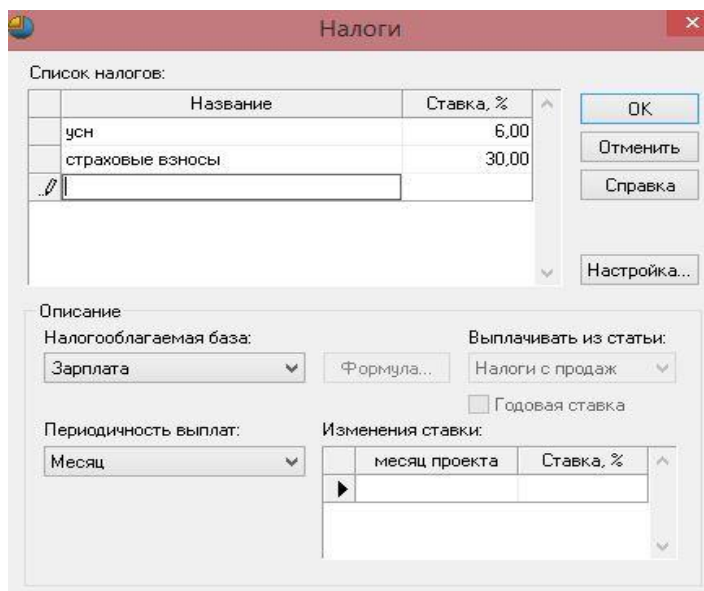 Налоги
Список налогов:
Название Ставка, %
усн 6,00
страховые взносы 30,00
OK
Отменить
Справка
Настройка...
Описание
Налогооблагаемая база:
Зарплата
Формула...
Выплачивать из статьи:
Налоги с продаж
Годовая ставка
Периодичность выплат:
Месяц
Изменения ставки:
месяц проекта Ставка, %